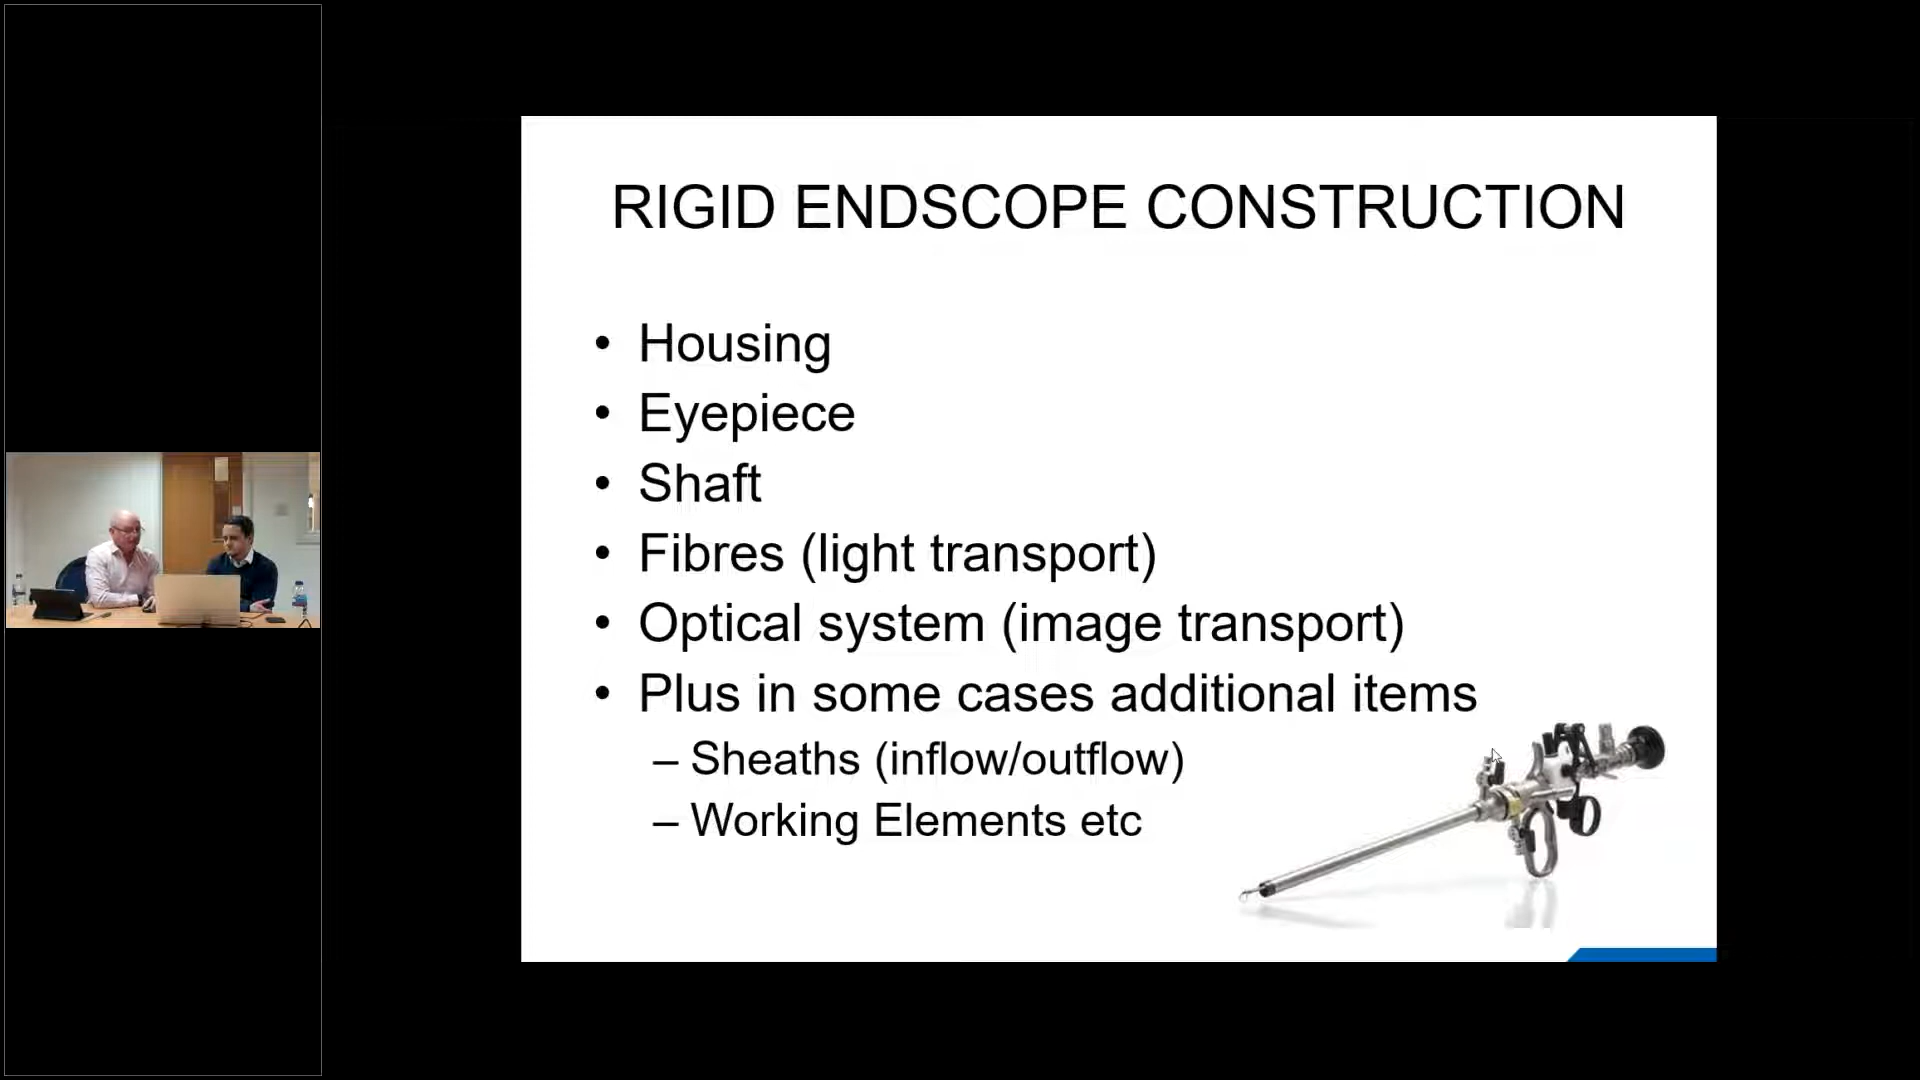 RIGID ENDSCOPE CONSTRUCTION
• Housing
• Eyepiece
• Shaft
• Fibres (light transport)
• Optical system (image transport)
• Plus in some cases additional items
– Sheaths (inflow/outflow)
– Working Elements etc